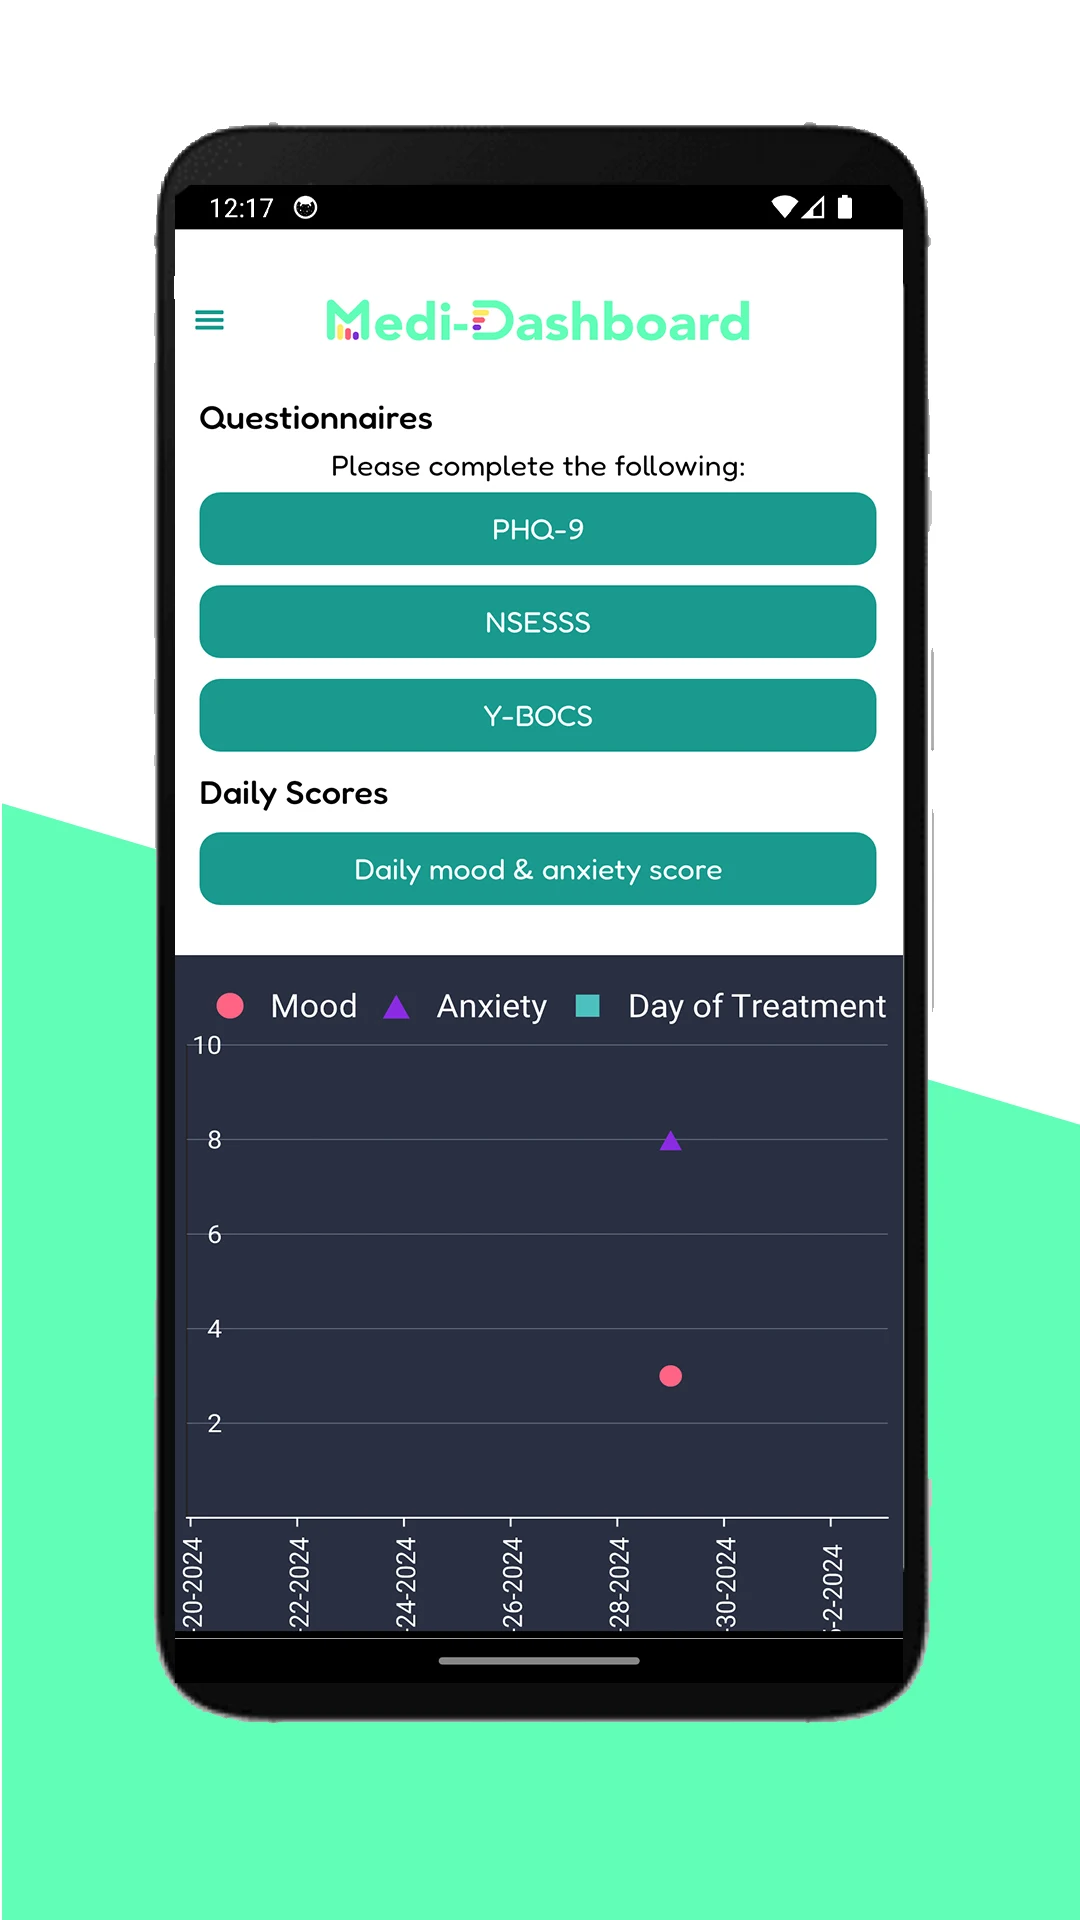 12:17
Medi-Dashboard
Questionnaires
Please complete the following:
PHQ-9
NSESSS
Y-BOCS
Daily Scores
Daily mood & anxiety score
Mood Anxiety Day of Treatment
10
8
6
4
2
-20-2024
-22-2024
-24-2024
-26-2024
-28-2024
-30-2024
-2-2024